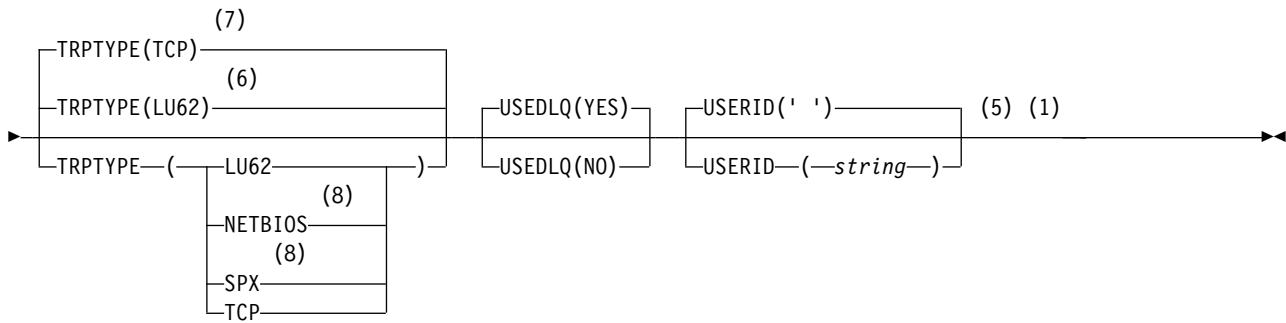 (7)
TRPTYPE(TCP)
(6)
TRPTYPE(LU62) USEDLQ(YES) USERID(' ') (5) (1)
TRPTYPE ( LU62 ) USEDLQ(NO) USERID ( string )
(8)
NETBIOS
(8)
SPX
TCP